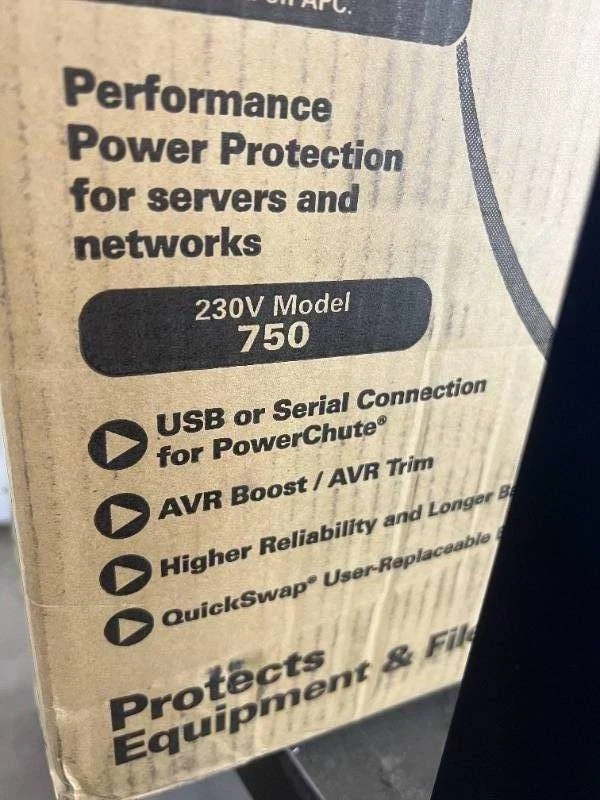 APC.
Performance
Power Protection
for servers and
networks
230V Model
750
USB or Serial Connection
for PowerChute®
AVR Boost / AVR Trim
Higher Reliability and Longer
QuickSwap® User-Replaceable
Protects
Equipment &